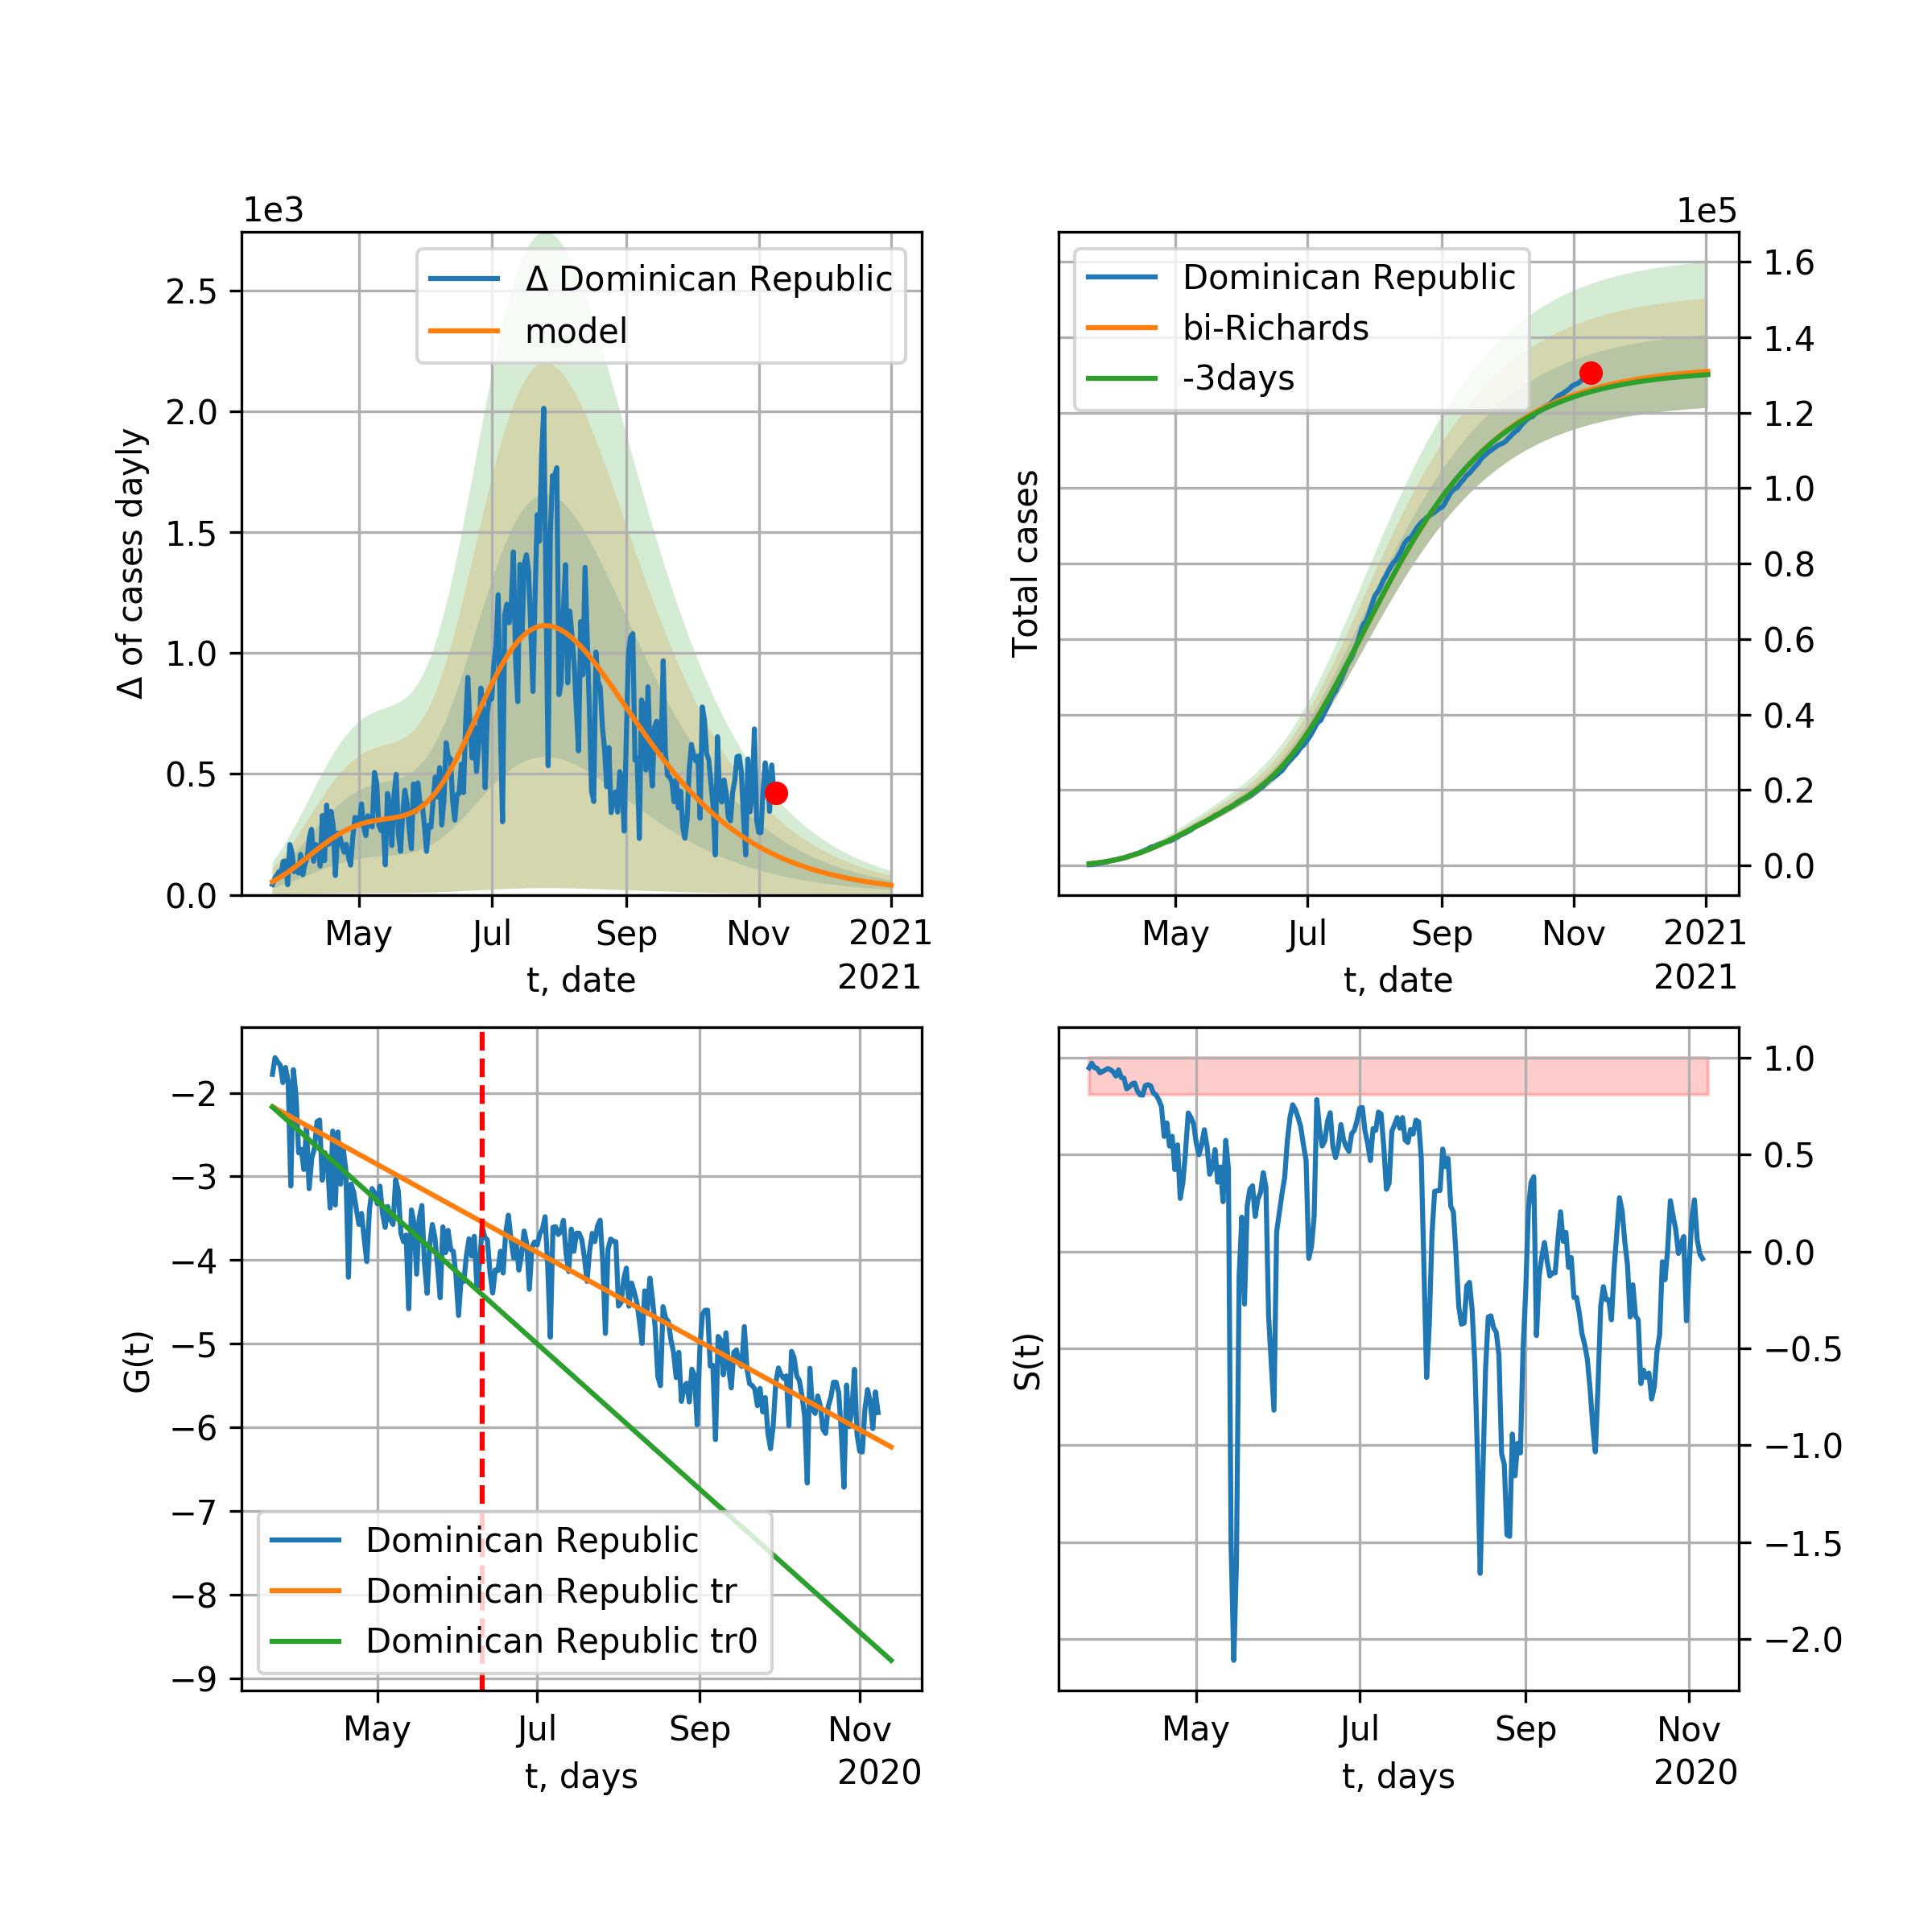 1e3
Δ of cases dayly
2.5
2.0
1.5
1.0
0.5
0.0
Δ Dominican Republic
model
May Jul Sep Nov 2021
t, date 2021
1e5
Total cases
Dominican Republic
bi-Richards
-3days
1.6
1.4
1.2
1.0
0.8
0.6
0.4
0.2
0.0
May Jul Sep Nov 2021
t, date 2021
G(t)
−2
−3
−4
−5
−6
−7
−8
−9
Dominican Republic
Dominican Republic tr
Dominican Republic tr0
May Jul Sep Nov
t, days 2020
S(t)
1.0
0.5
0.0
−0.5
−1.0
−1.5
−2.0
May Jul Sep Nov
t, days 2020